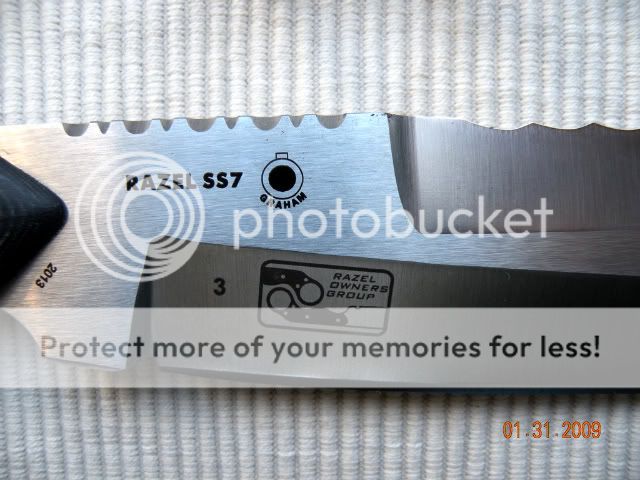 RAZEL SS7
GRAHAM
photobucket
2013
3
RAZEL
OWNERS
GROUP
Protect more of your memories for less!
01.31.2009